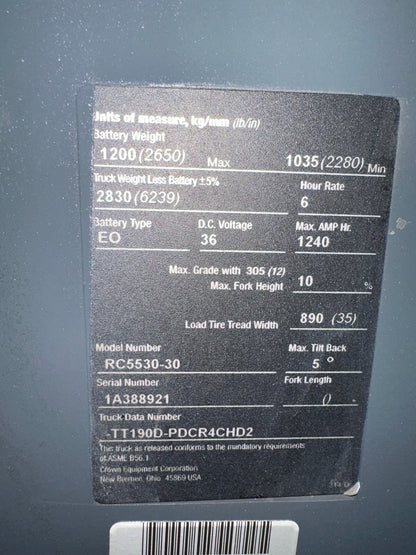 Units of measure, kg/mm (lb/in)
Battery Weight
1200 (2650) Max 1035 (2280) Min
Truck Weight Less Battery ±5% Hour Rate
2830 (6239) 6
Battery Type D.C. Voltage Max. AMP Hr.
EO 36 1240
Max. Grade with 305 (12)
Max. Fork Height 10 %
Load Tire Tread Width 890 (35)
Model Number Max. Tilt Back
RC5530-30 5 °
Serial Number Fork Length
1A388921 ()
Truck Data Number
-TT190D-PDCR4CHD2
This truck as released conforms to the mandatory requirements
of ASME B56.1
Crown Equipment Corporation
New Bremen, Ohio 45869 USA